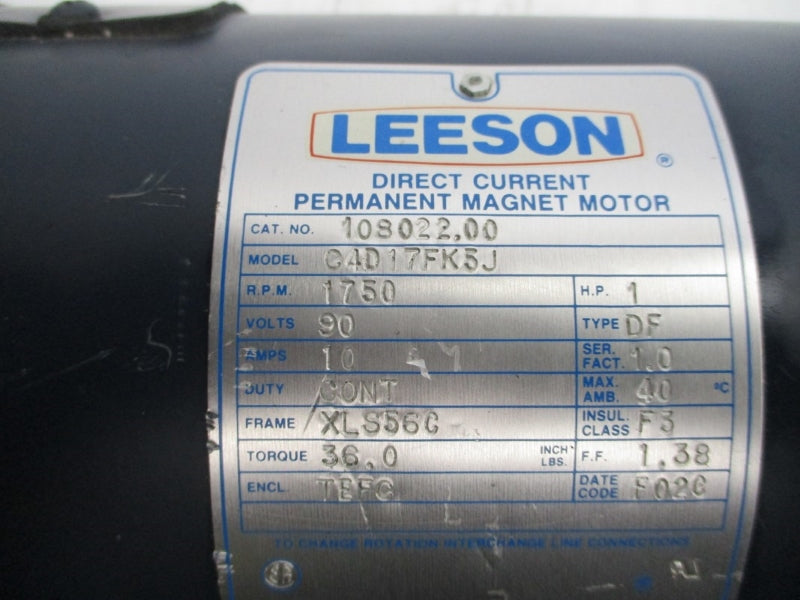 LEESON ®
DIRECT CURRENT
PERMANENT MAGNET MOTOR
CAT. NO. 108022.00
MODEL C4D17FK5J
R.P.M. 1750 H.P. 1
VOLTS 90 TYPE DF
AMPS 10 SER. FACT. 1.0
DUTY CONT MAX. AMB. 40 °C
FRAME XLS56C INSUL. CLASS F3
TORQUE 36.0 INCH LBS. F.F. 1.38
ENCL. TEFC DATE CODE F02C
TO CHANGE ROTATION INTERCHANGE LINE CONNECTIONS